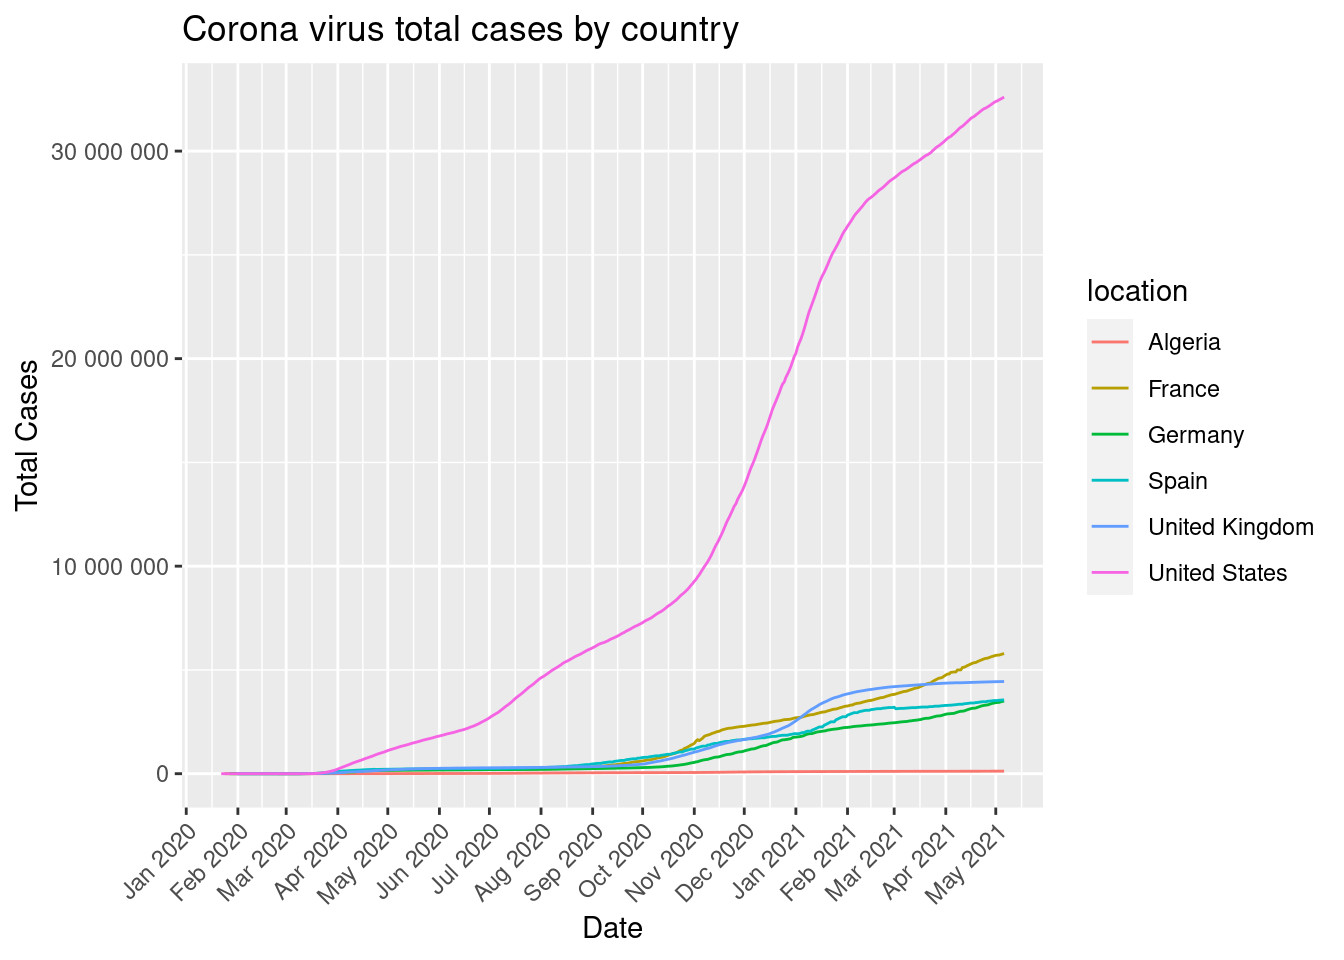 Corona virus total cases by country
30 000 000
20 000 000
10 000 000
0
Total Cases
Jan 2020
Feb 2020
Mar 2020
Apr 2020
May 2020
Jun 2020
Jul 2020
Aug 2020
Sep 2020
Oct 2020
Nov 2020
Dec 2020
Jan 2021
Feb 2021
Mar 2021
Apr 2021
May 2021
Date
location
Algeria
France
Germany
Spain
United Kingdom
United States